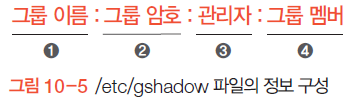 그룹 이름 : 그룹 암호 : 관리자 : 그룹 멤버
❶ ❷ ❸ ❹
그림 10-5 /etc/gshadow 파일의 정보 구성